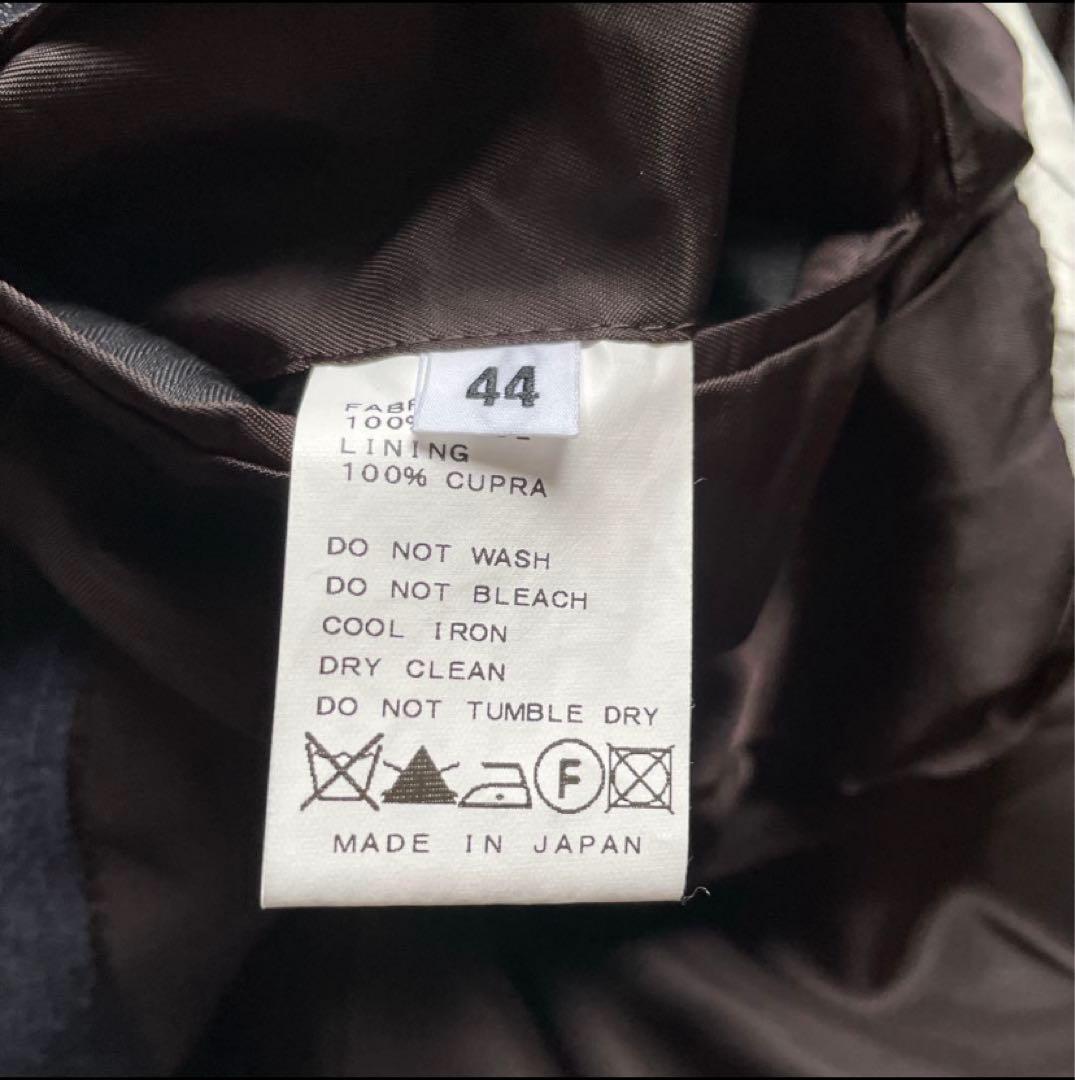 44
100%
LINING
100% CUPRA
DO NOT WASH
DO NOT BLEACH
COOL IRON
DRY CLEAN
DO NOT TUMBLE DRY
F
MADE IN JAPAN